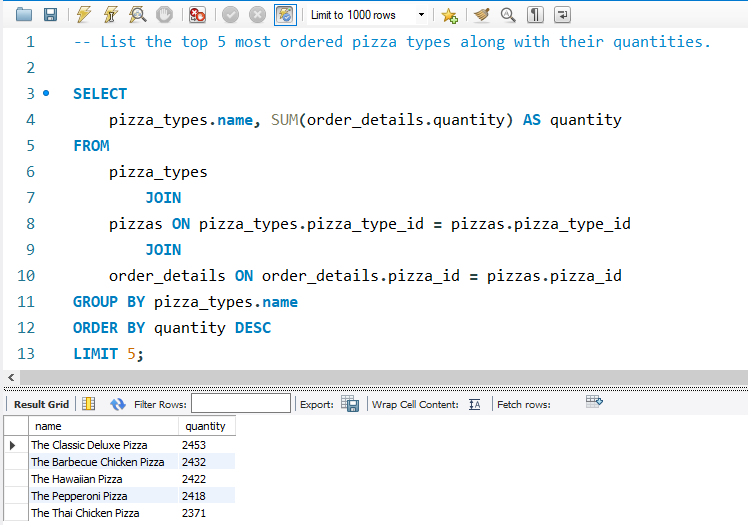 Limit to 1000 rows
1 -- List the top 5 most ordered pizza types along with their quantities.
2
3 SELECT
4 pizza_types.name, SUM(order_details.quantity) AS quantity
5 FROM
6 pizza_types
7 JOIN
8 pizzas ON pizza_types.pizza_type_id = pizzas.pizza_type_id
9 JOIN
10 order_details ON order_details.pizza_id = pizzas.pizza_id
11 GROUP BY pizza_types.name
12 ORDER BY quantity DESC
13 LIMIT 5;
Result Grid Filter Rows: Export: Wrap Cell Content: Fetch rows:
name quantity
The Classic Deluxe Pizza 2453
The Barbecue Chicken Pizza 2432
The Hawaiian Pizza 2422
The Pepperoni Pizza 2418
The Thai Chicken Pizza 2371